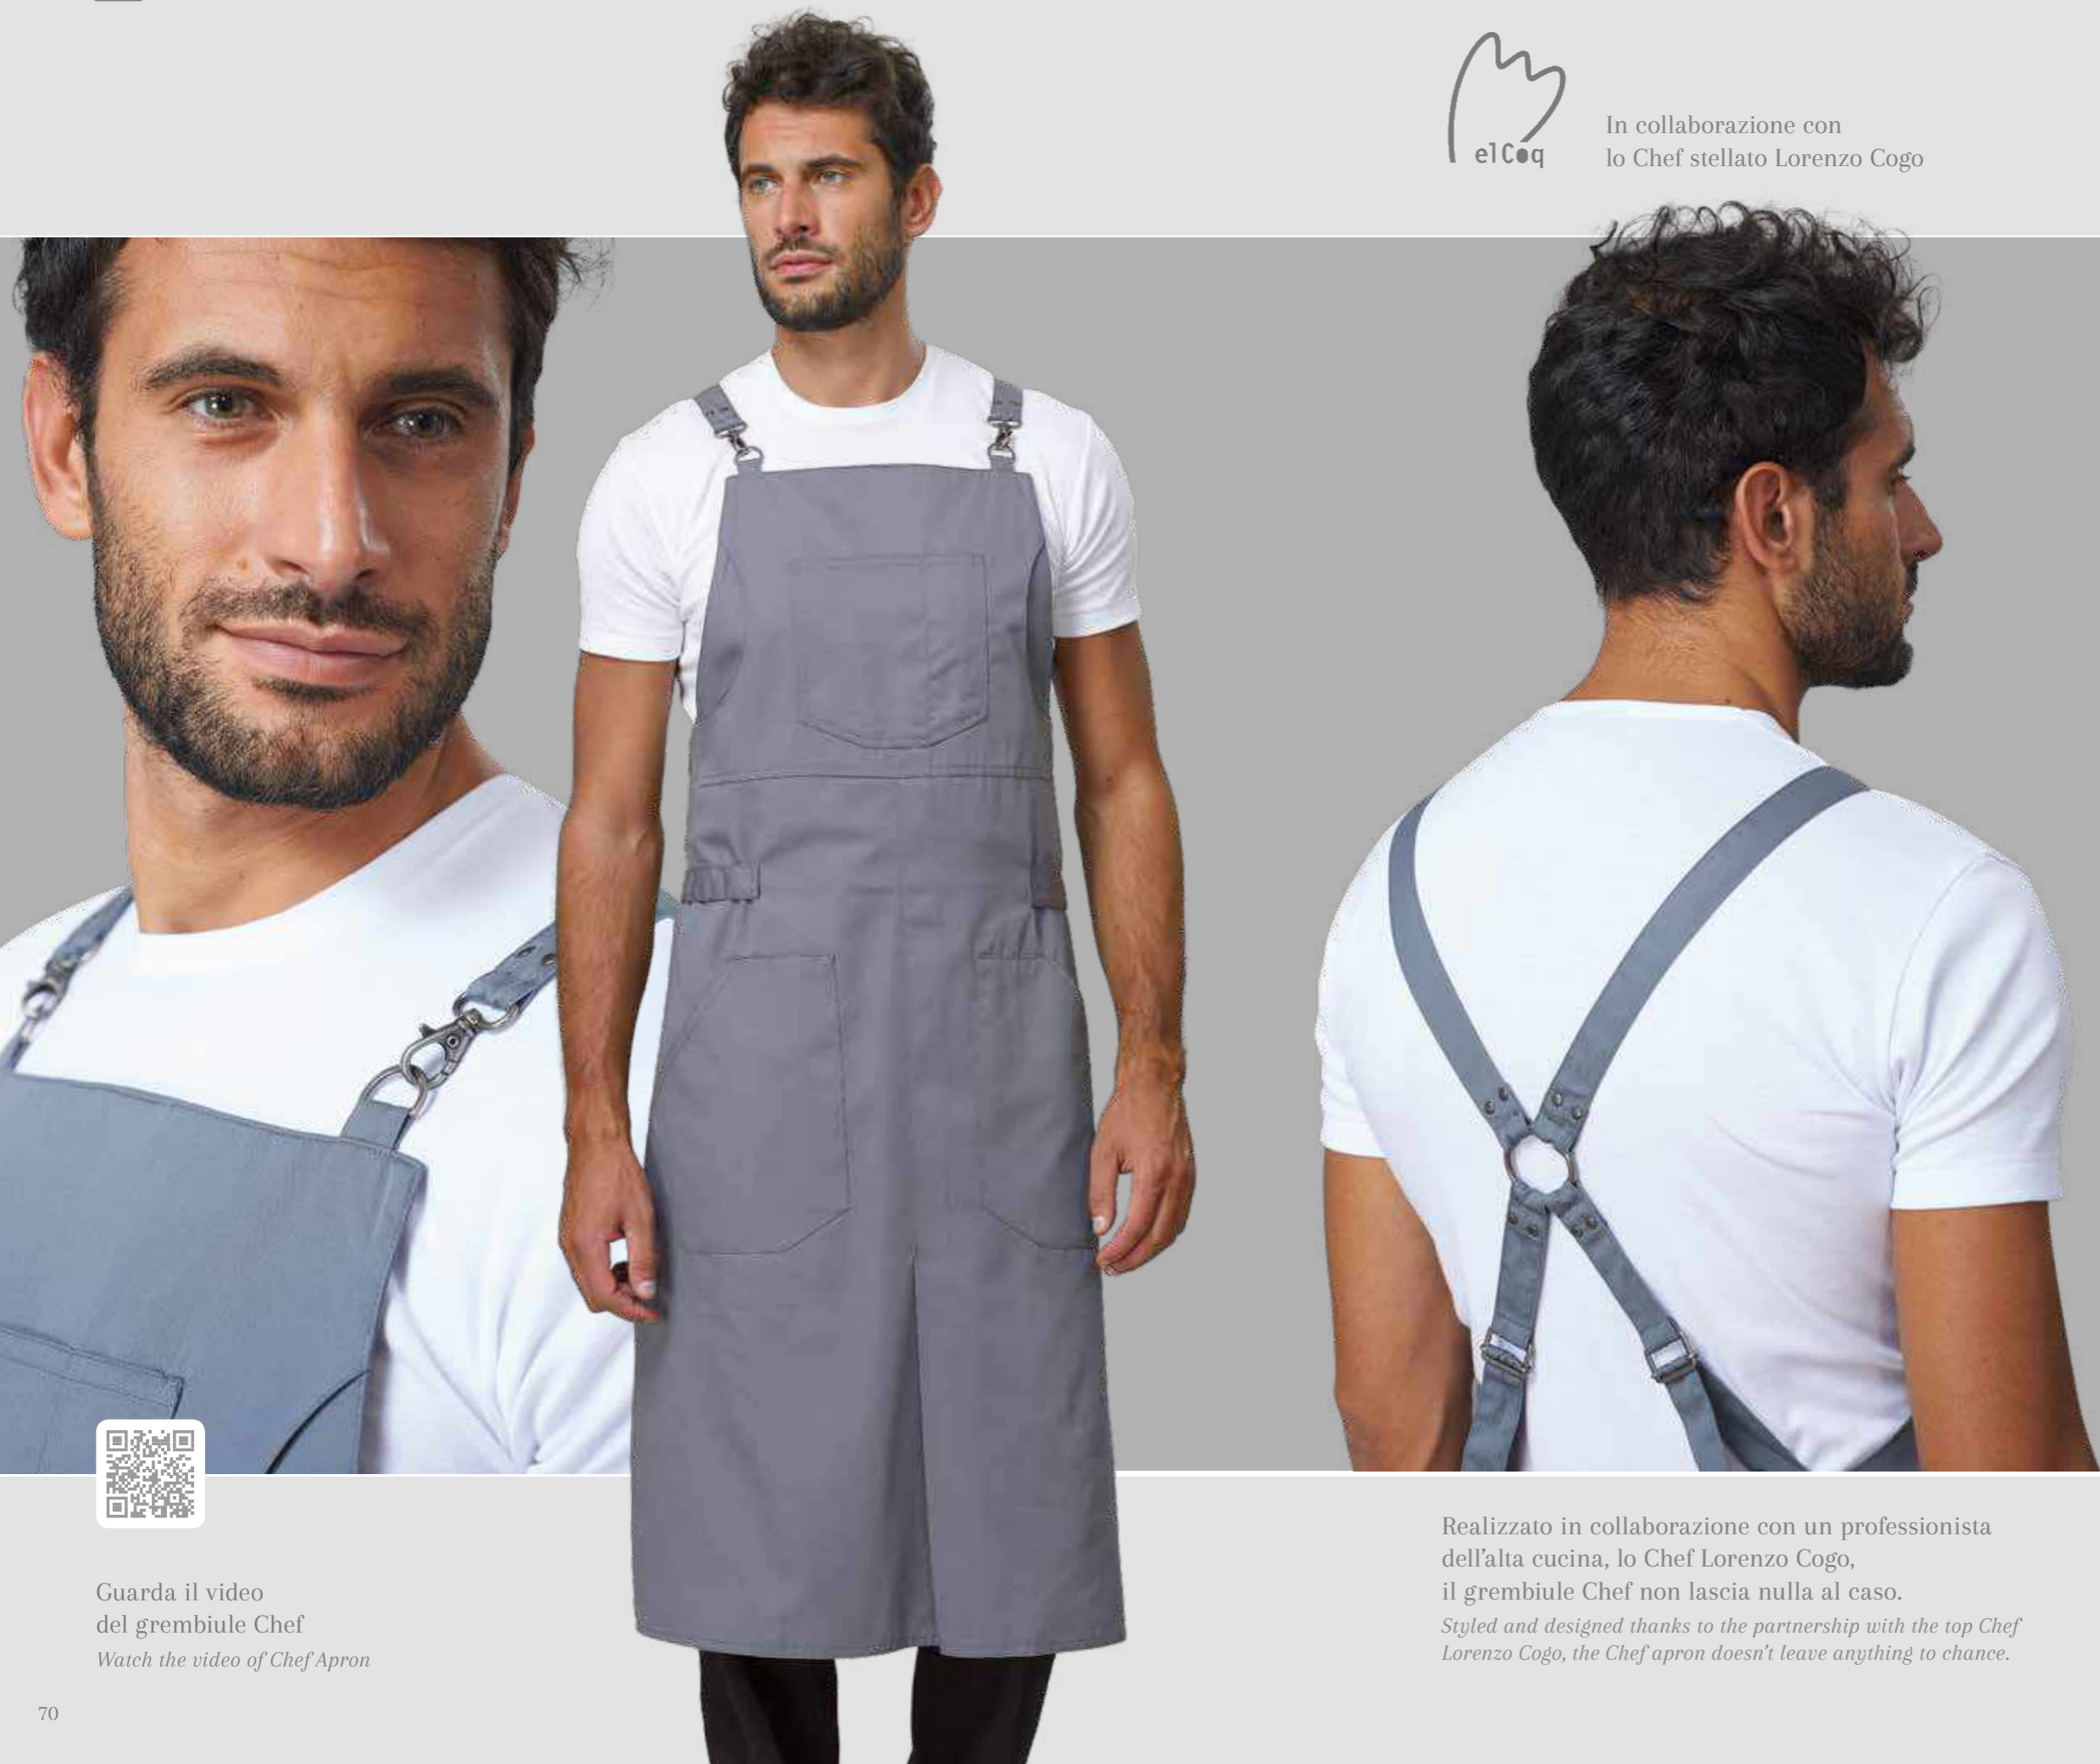 elCoq
In collaborazione con
lo Chef stellato Lorenzo Cogo
Guarda il video
del grembiule Chef
Watch the video of Chef Apron
Realizzato in collaborazione con un professionista
dell’alta cucina, lo Chef Lorenzo Cogo,
il grembiule Chef non lascia nulla al caso.
Styled and designed thanks to the partnership with the top Chef
Lorenzo Cogo, the Chef apron doesn’t leave anything to chance.
70